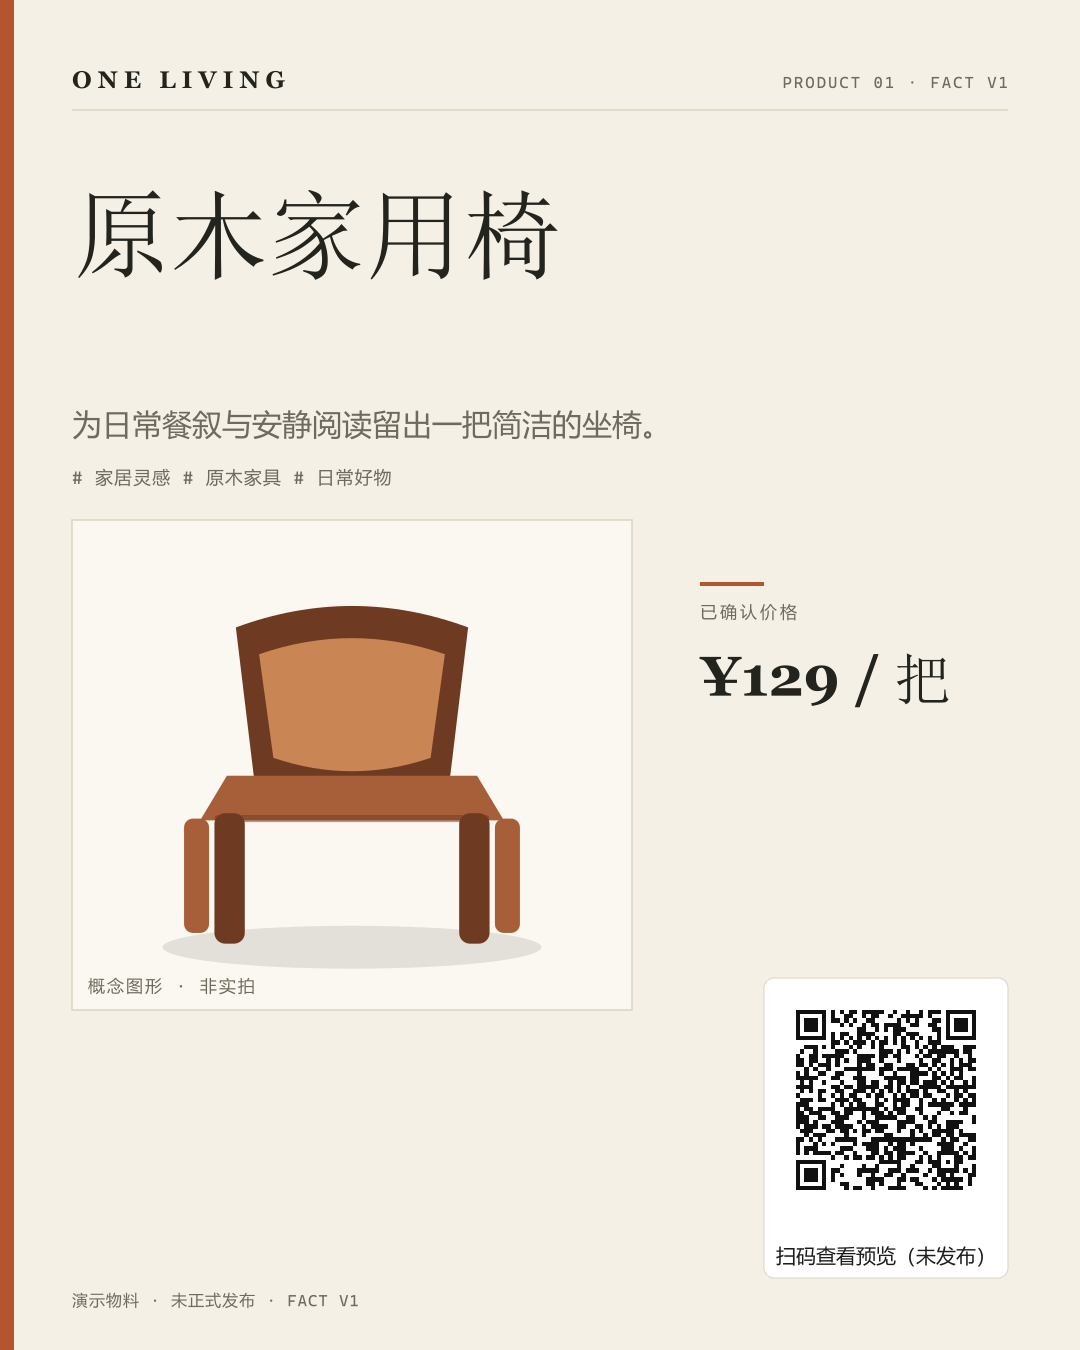 ONE LIVING
PRODUCT 01 · FACT V1
原木家用椅
为日常餐叙与安静阅读留出一把简洁的坐椅。
# 家居灵感 # 原木家具 # 日常好物
已确认价格
¥129 / 把
概念图形 · 非实拍
扫码查看预览（未发布）
演示物料 · 未正式发布 · FACT V1